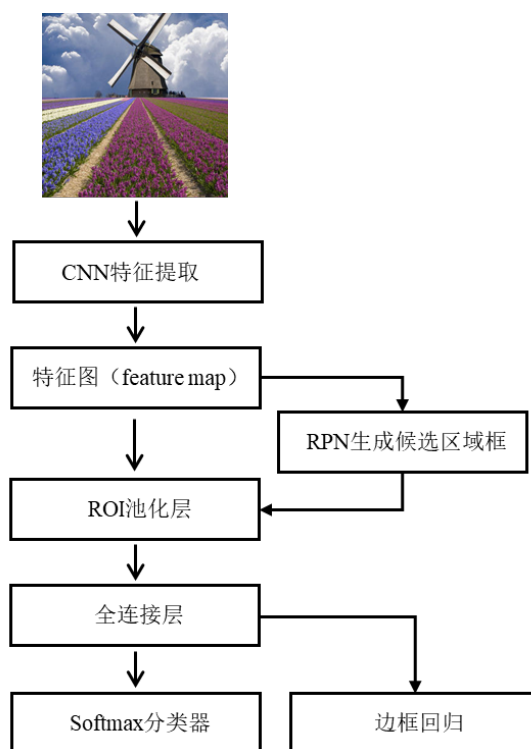 CNN特征提取
特征图（feature map）
RPN生成候选区域框
ROI池化层
全连接层
Softmax分类器
边框回归